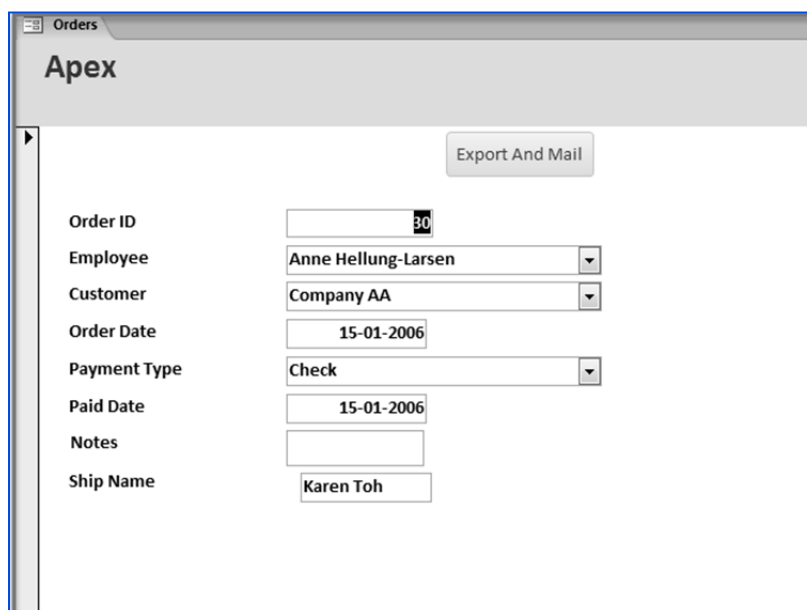 Orders
Apex
Export And Mail
Order ID 30
Employee Anne Hellung-Larsen
Customer Company AA
Order Date 15-01-2006
Payment Type Check
Paid Date 15-01-2006
Notes
Ship Name Karen Toh